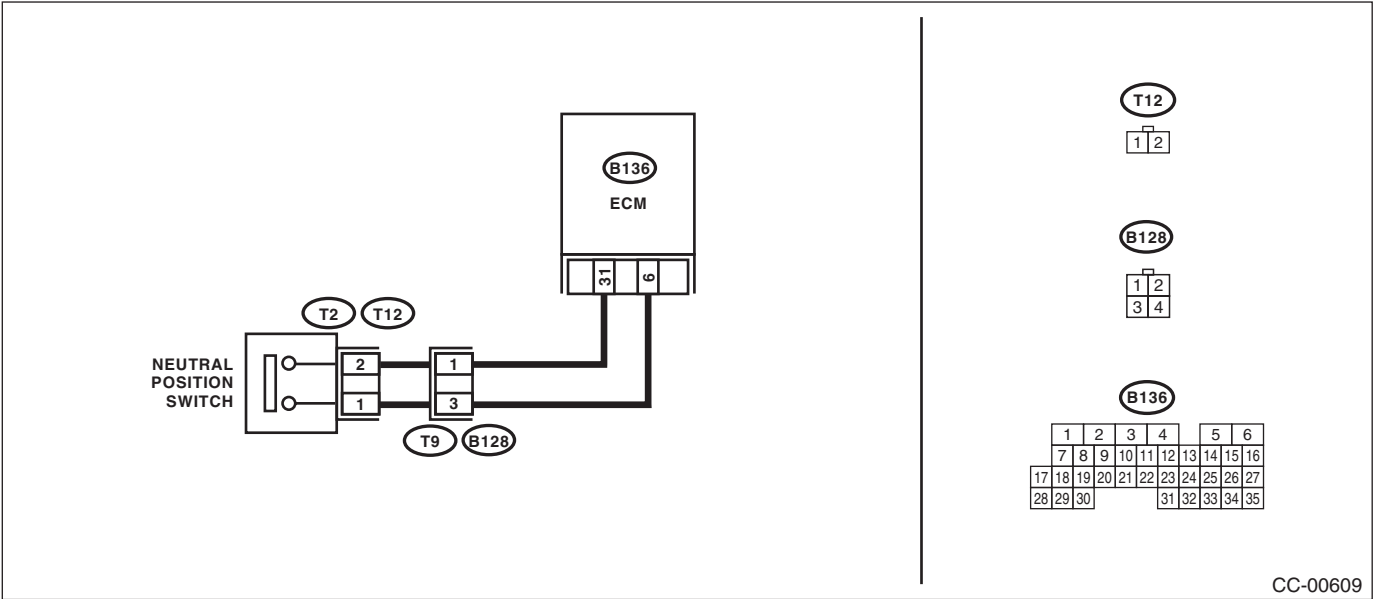 B136
ECM
31 6
T2 T12
NEUTRAL
POSITION
SWITCH
2 1
1 3
T9 B128
T12
1 2
B128
1 2
3 4
B136
1 2 3 4 5 6
7 8 9 10 11 12 13 14 15 16
17 18 19 20 21 22 23 24 25 26 27
28 29 30 31 32 33 34 35
CC-00609